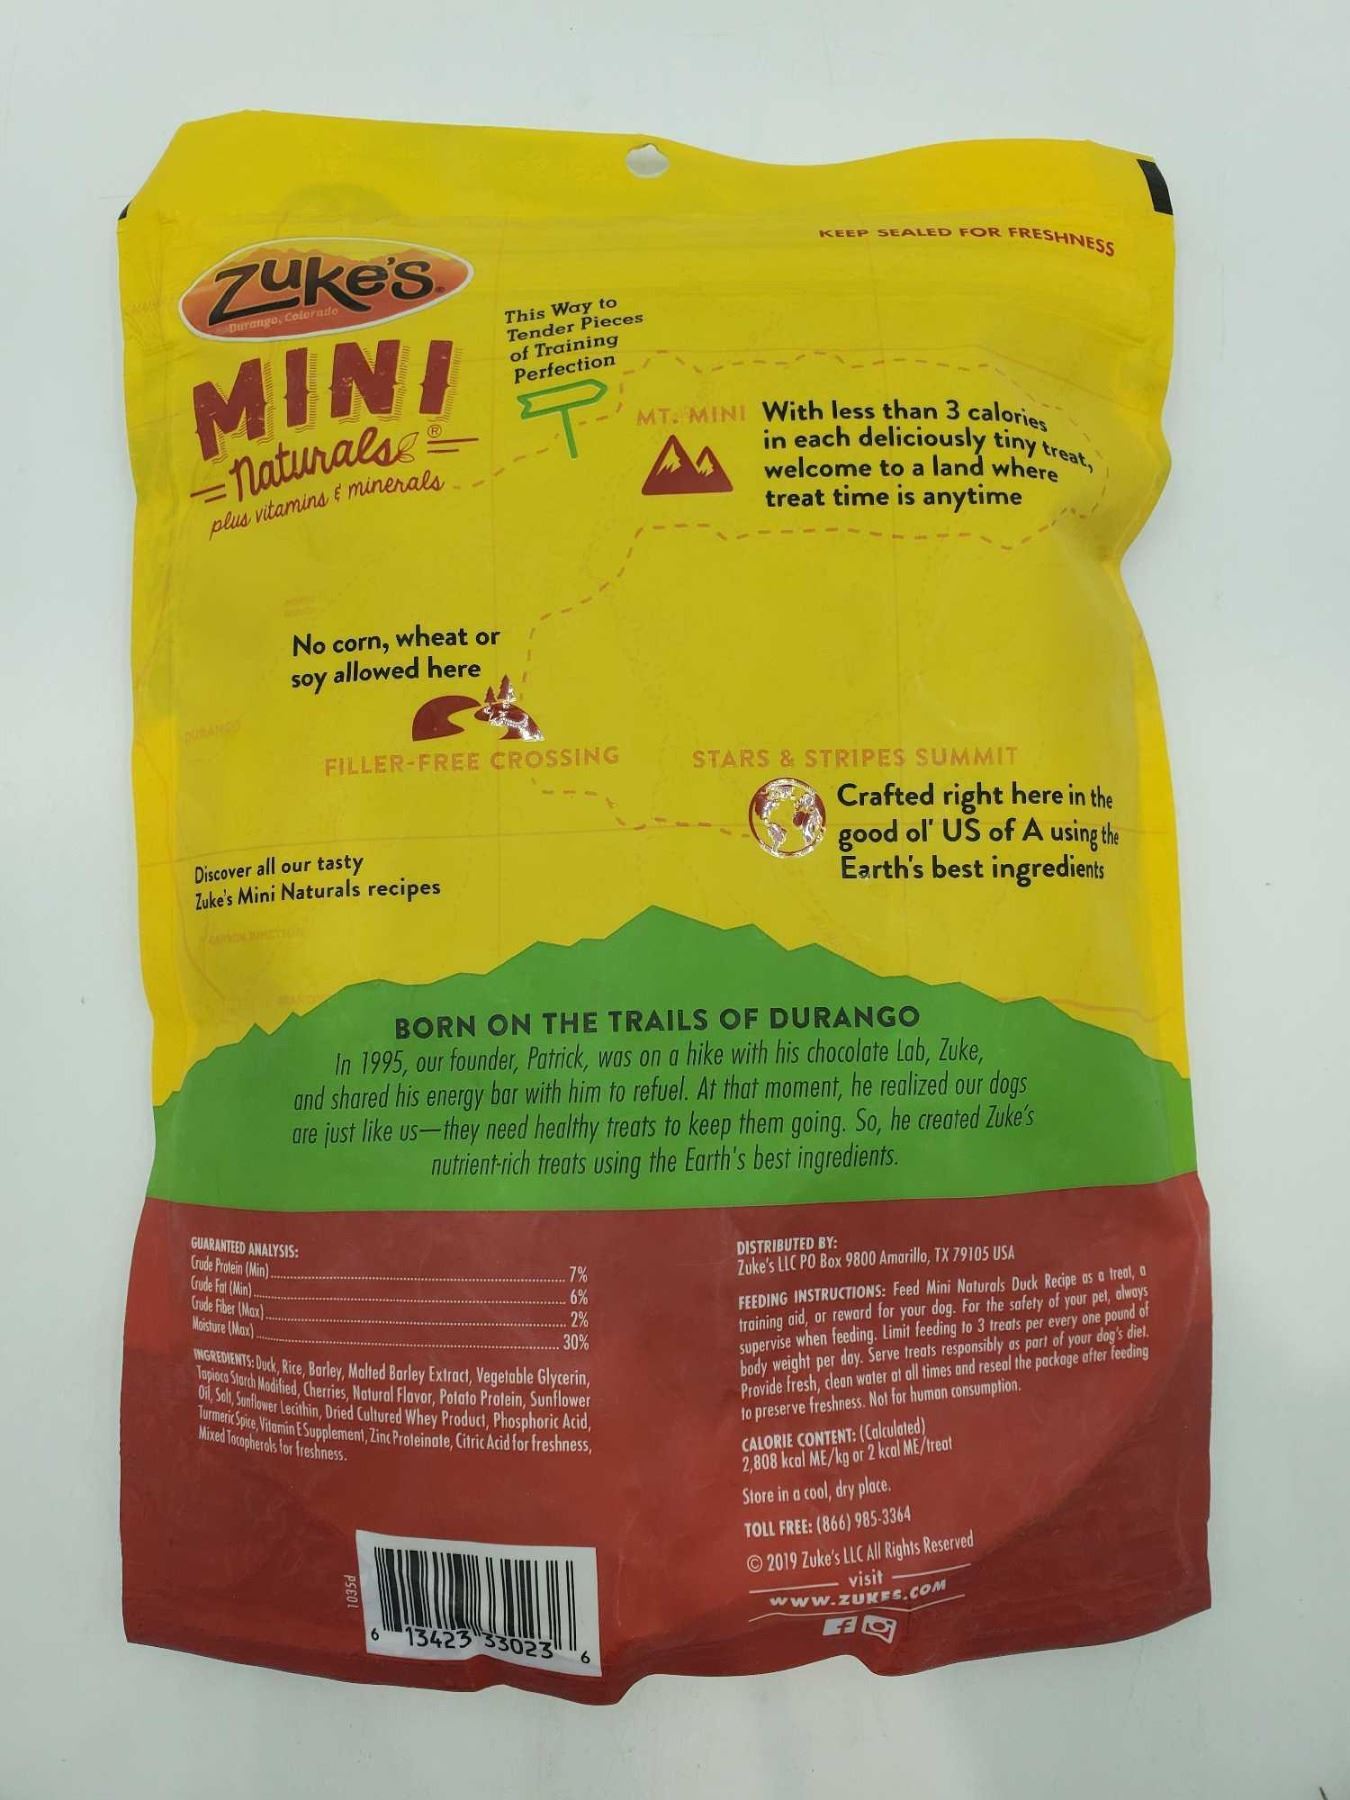 KEEP SEALED FOR FRESHNESS
Zuke's
Durango, Colorado
MINI
naturals®
plus vitamins & minerals
This Way to
Tender Pieces
of Training
Perfection
MT. MINI
With less than 3 calories
in each deliciously tiny treat,
welcome to a land where
treat time is anytime
No corn, wheat or
soy allowed here
FILLER-FREE CROSSING
STARS & STRIPES SUMMIT
Crafted right here in the
good ol' US of A using the
Earth's best ingredients
DURANGO
Discover all our tasty
Zuke's Mini Naturals recipes
BORN ON THE TRAILS OF DURANGO
In 1995, our founder, Patrick, was on a hike with his chocolate Lab, Zuke,
and shared his energy bar with him to refuel. At that moment, he realized our dogs
are just like us—they need healthy treats to keep them going. So, he created Zuke's
nutrient-rich treats using the Earth's best ingredients.
GUARANTEED ANALYSIS:
Crude Protein (Min) 7%
Crude Fat (Min) 6%
Crude Fiber (Max) 2%
Moisture (Max) 30%
INGREDIENTS: Duck, Rice, Barley, Malted Barley Extract, Vegetable Glycerin,
Tapioca Starch Modified, Cherries, Natural Flavor, Potato Protein, Sunflower
Oil, Salt, Sunflower Lecithin, Dried Cultured Whey Product, Phosphoric Acid,
Turmeric Spice, Vitamin E Supplement, Zinc Proteinate, Citric Acid for freshness,
Mixed Tocopherols for freshness.
1035d
6 13423 33023 6
DISTRIBUTED BY:
Zuke's LLC PO Box 9800 Amarillo, TX 79105 USA
FEEDING INSTRUCTIONS: Feed Mini Naturals Duck Recipe as a treat, a
training aid, or reward for your dog. For the safety of your pet, always
supervise when feeding. Limit feeding to 3 treats per every one pound of
body weight per day. Serve treats responsibly as part of your dog's diet.
Provide fresh, clean water at all times and reseal the package after feeding
to preserve freshness. Not for human consumption.
CALORIE CONTENT: (Calculated)
2,808 kcal ME/kg or 2 kcal ME/treat
Store in a cool, dry place.
TOLL FREE: (866) 985-3364
© 2019 Zuke's LLC All Rights Reserved
visit
WWW.ZUKES.COM